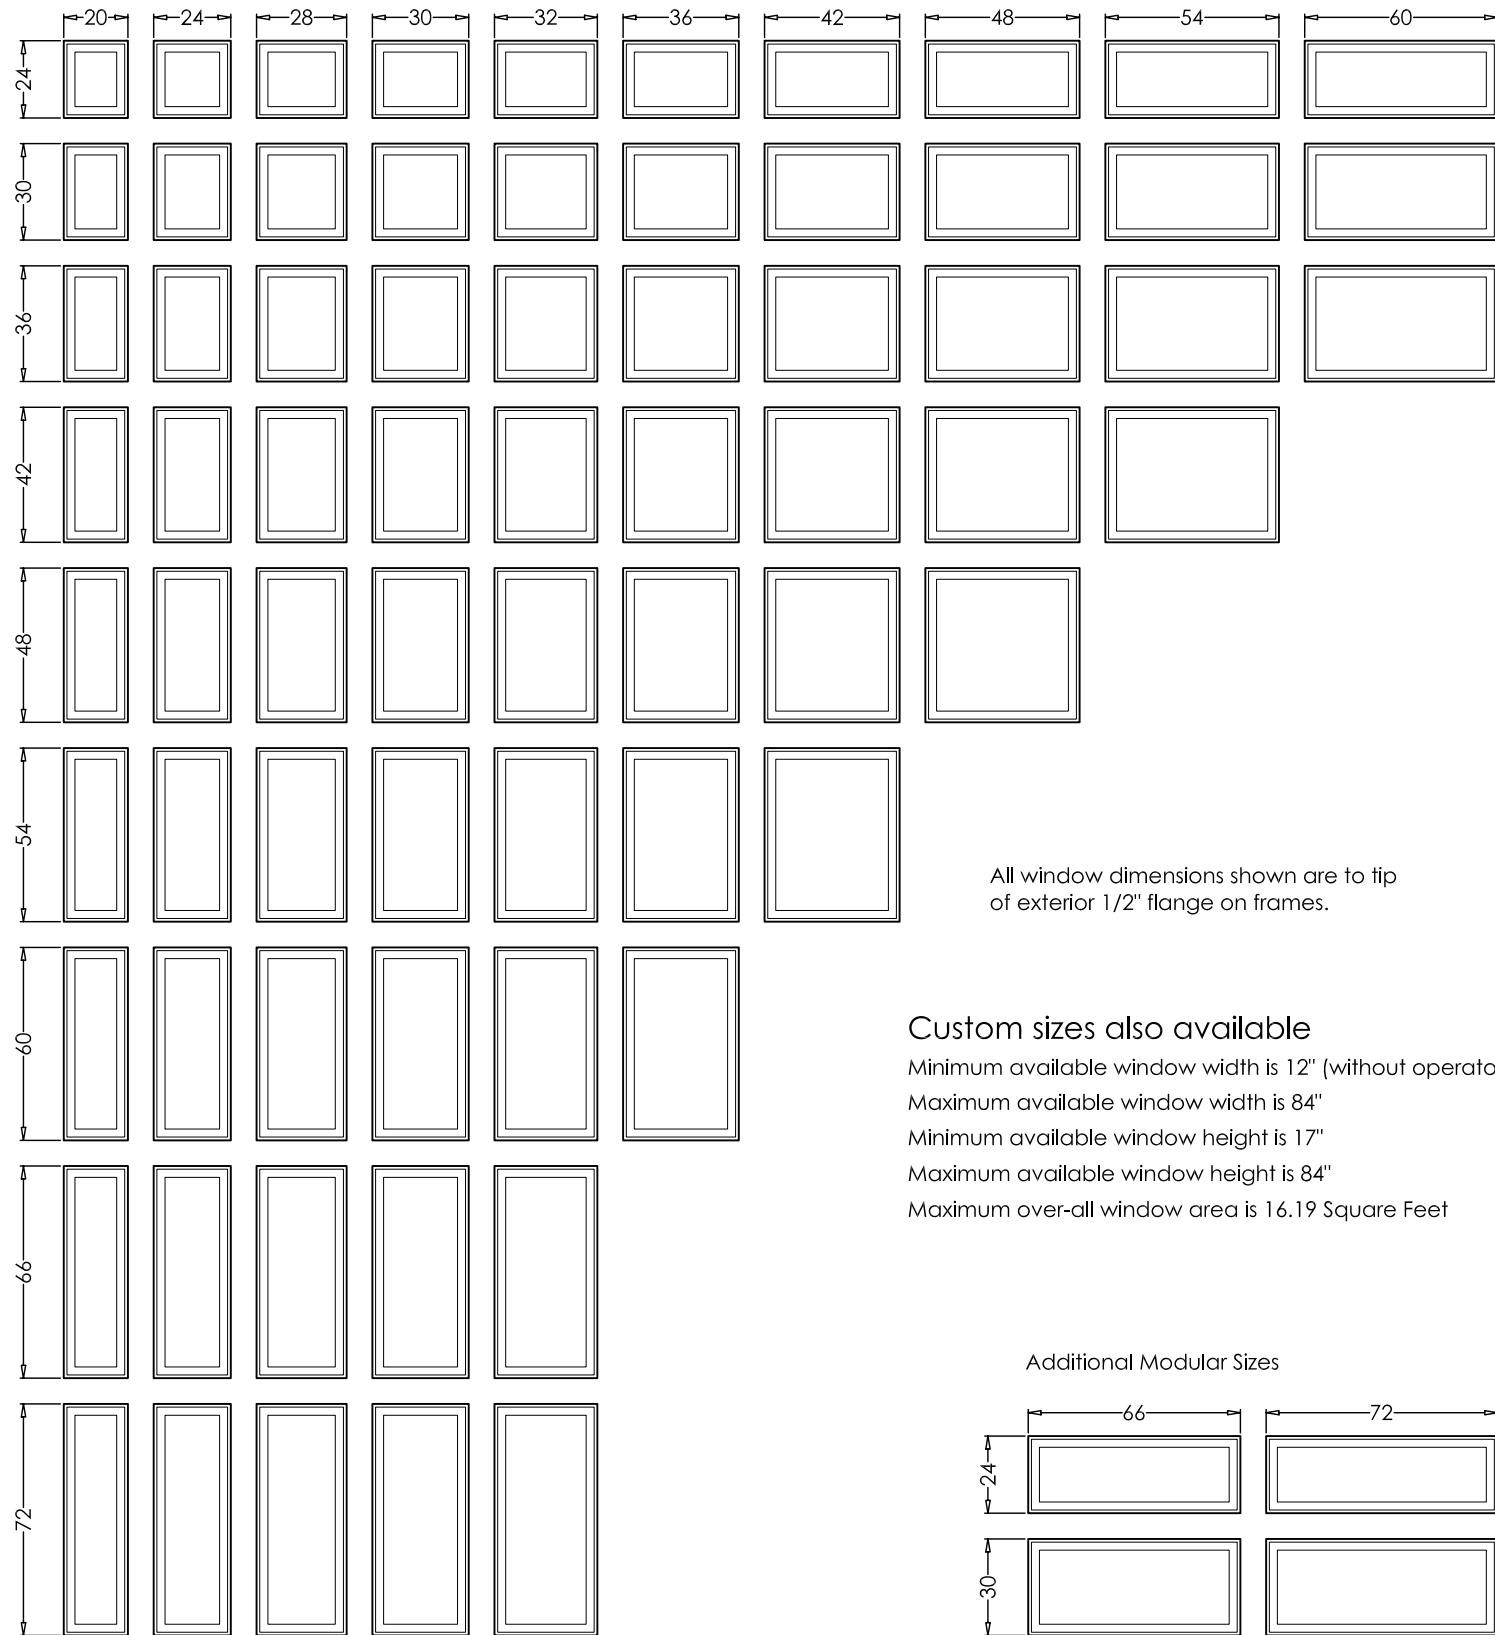 20 24 28 30 32 36 42 48 54 60
24
30
36
42
48
54
All window dimensions shown are to tip
of exterior 1/2" flange on frames.
60
Custom sizes also available
Minimum available window width is 12" (without operato
Maximum available window width is 84"
Minimum available window height is 17"
Maximum available window height is 84"
Maximum over-all window area is 16.19 Square Feet
66
Additional Modular Sizes
66 72
24
72
30